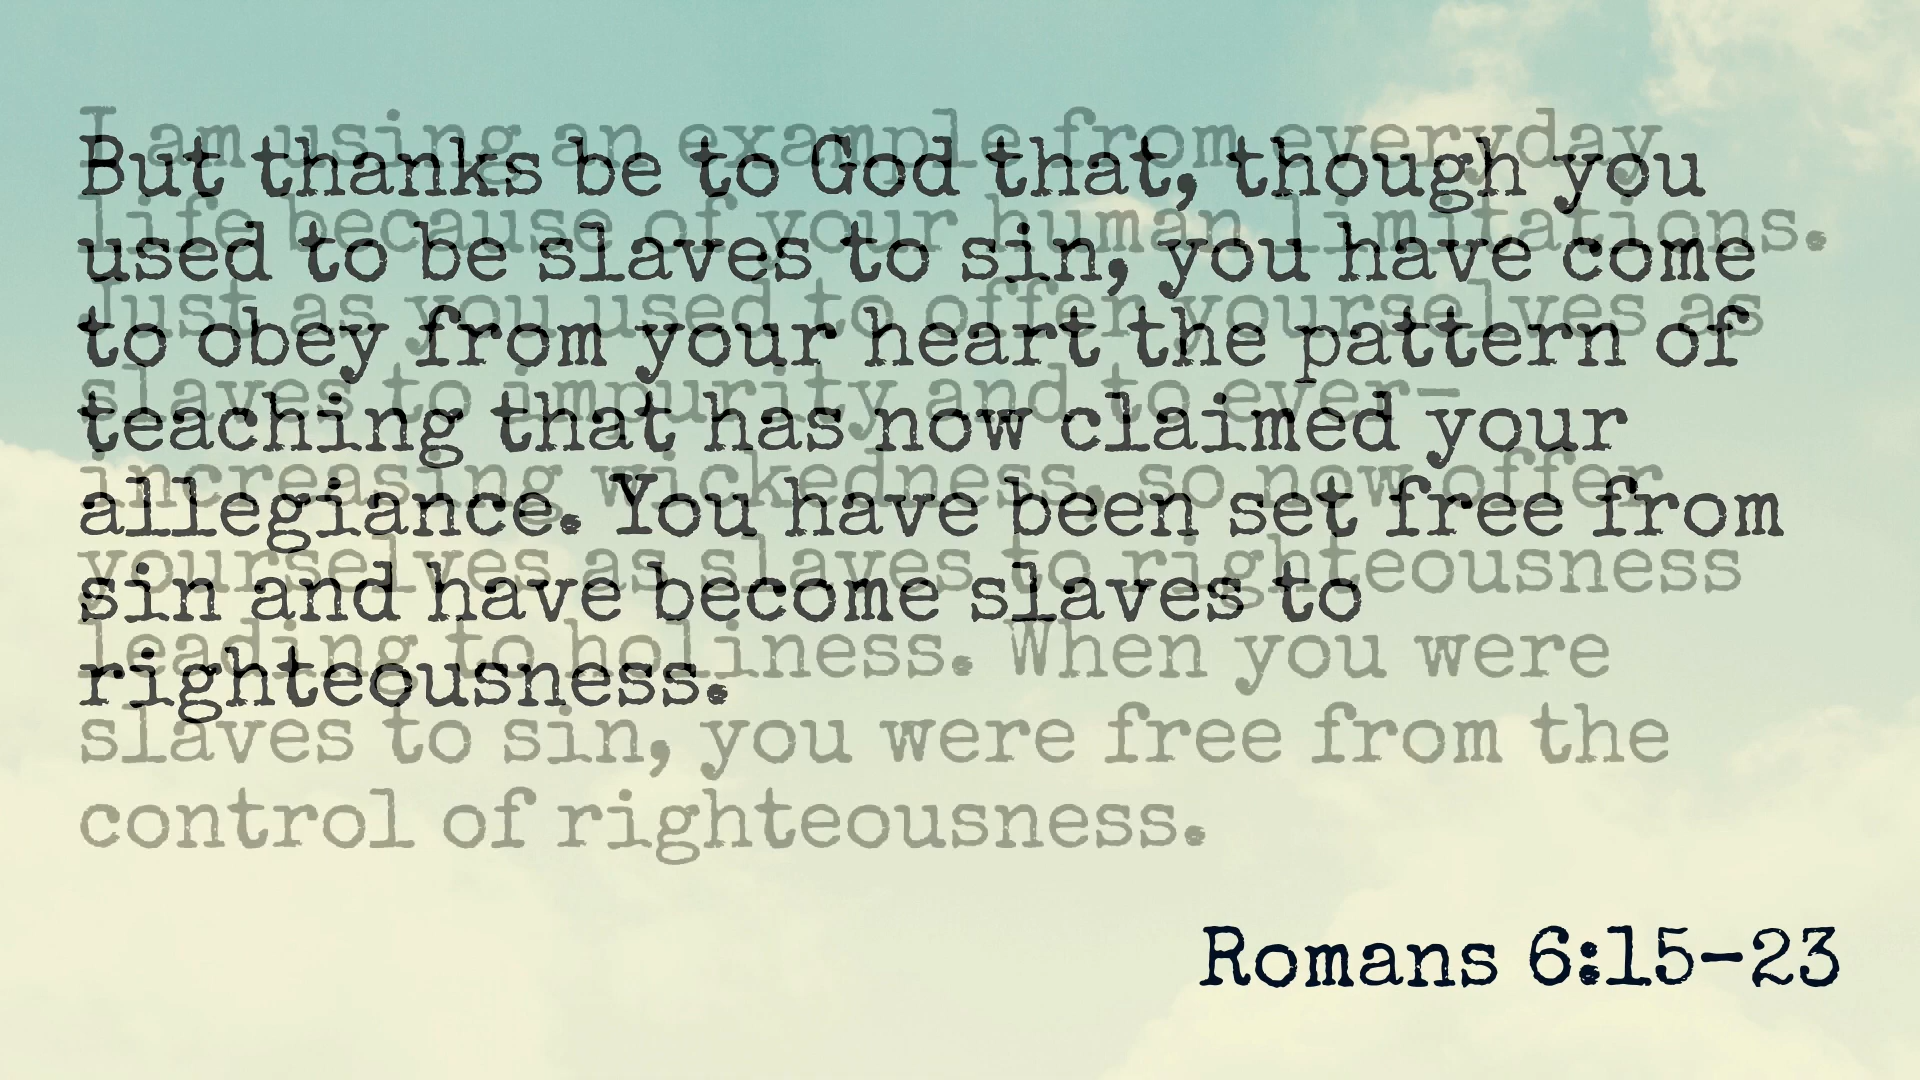 But thanks be to God that, though you
used to be slaves to sin, you have come
to obey from your heart the pattern of
teaching that has now claimed your
allegiance. You have been set free from
sin and have become slaves to
righteousness.
I am using an example from everyday
life because of your human limitations.
Just as you used to offer yourselves as
slaves to impurity and to ever-
increasing wickedness, so now offer
yourselves as slaves to righteousness
leading to holiness. When you were
slaves to sin, you were free from the
control of righteousness.
Romans 6:15-23